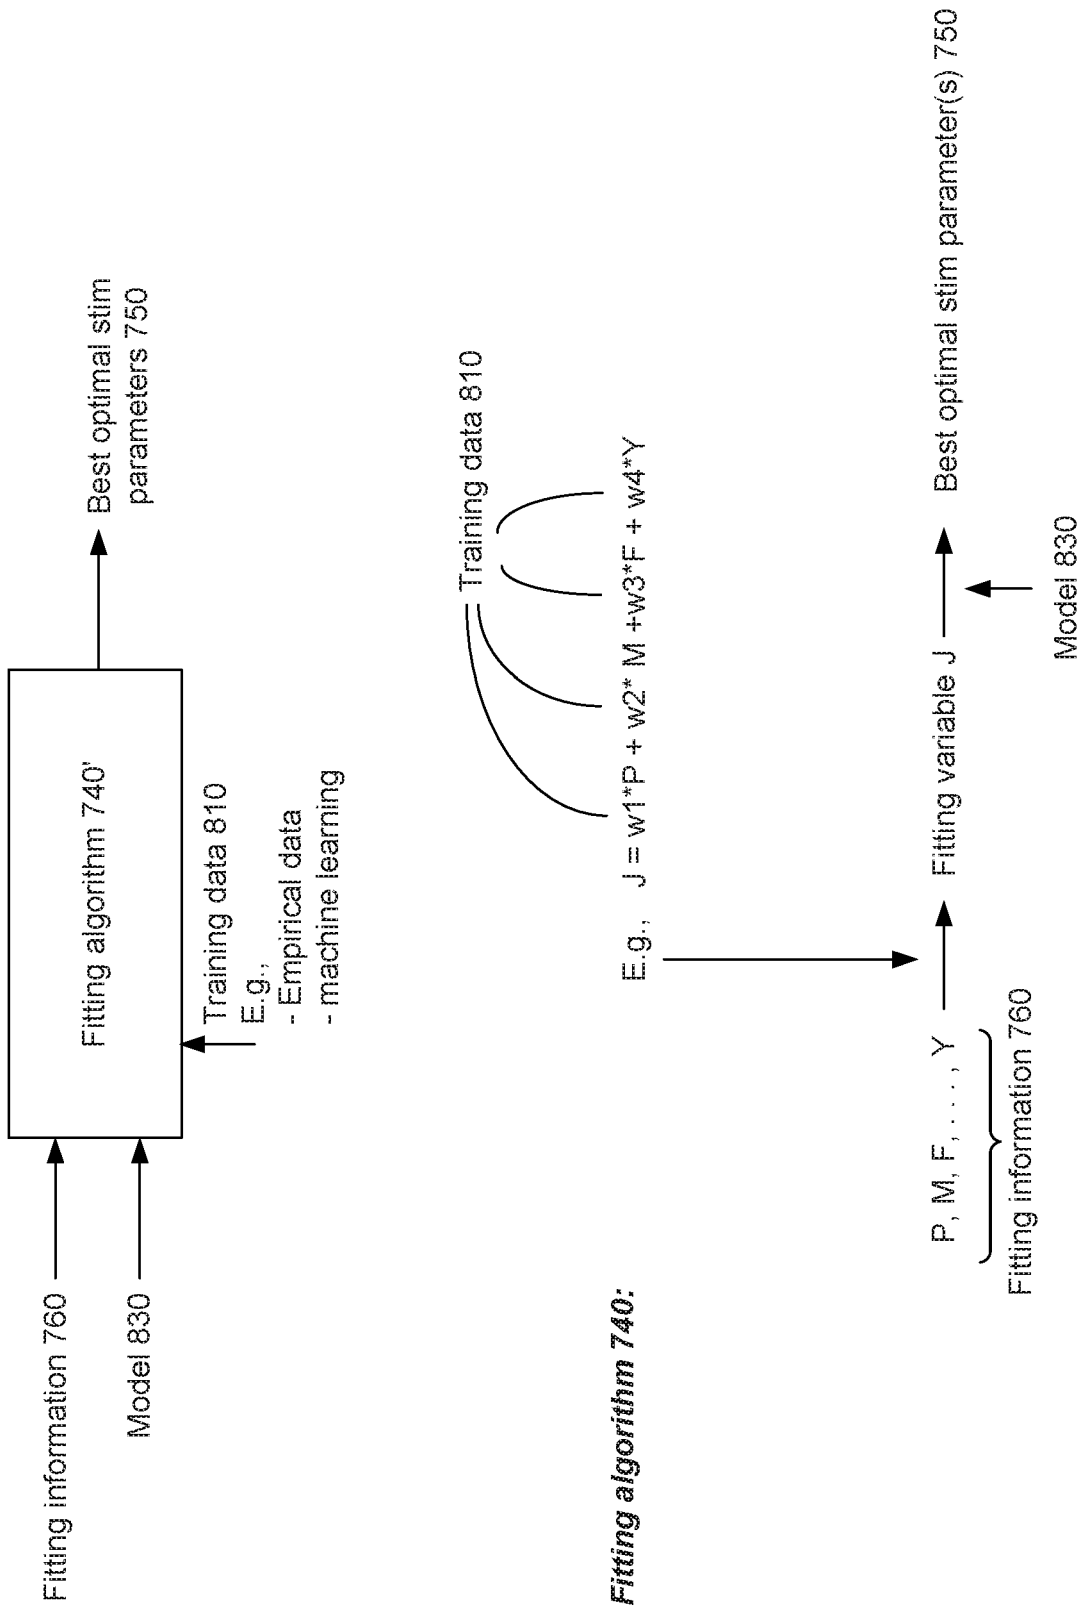 Fitting information 760
Model 830
Fitting algorithm 740'
Best optimal stim
parameters 750
Training data 810
E.g.,
- Empirical data
- machine learning
Fitting algorithm 740:
Training data 810
E.g., J = w1*P + w2* M +w3*F + w4*Y
P, M, F, . . . . , Y
Fitting information 760
Fitting variable J
Model 830
Best optimal stim parameter(s) 750